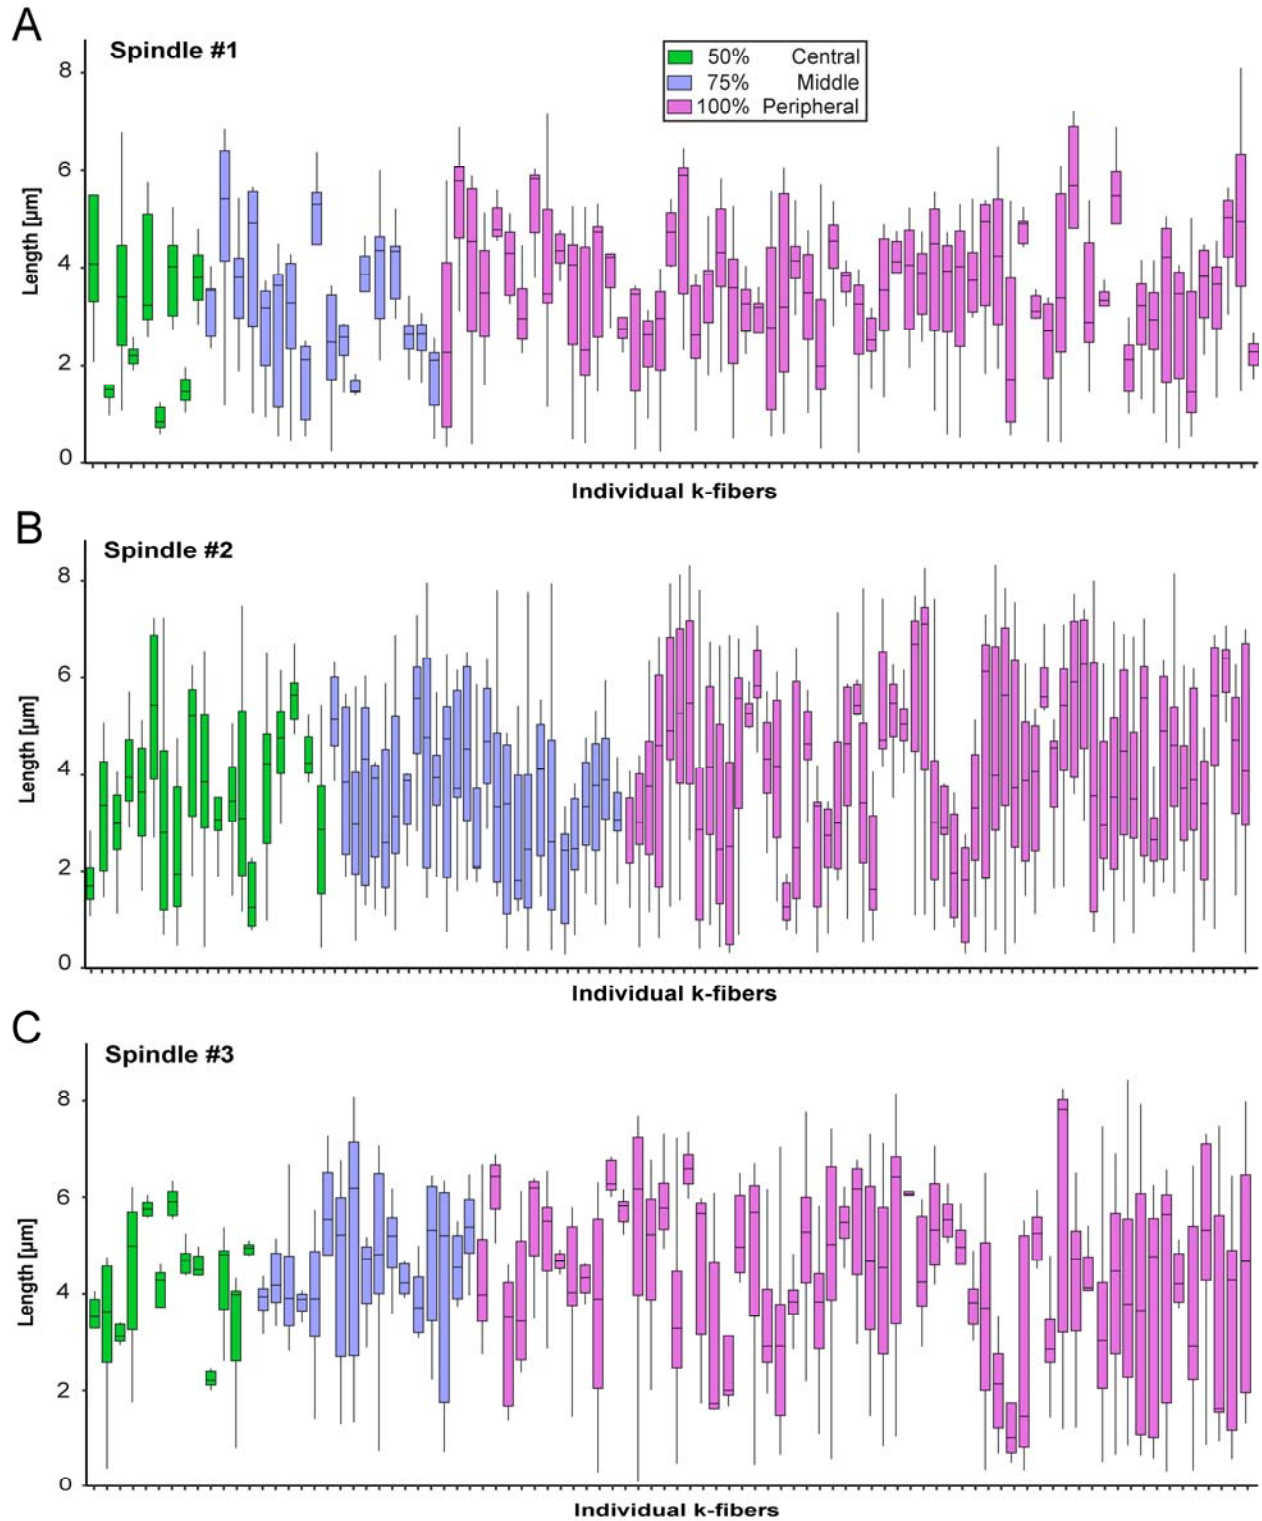 A
Spindle #1
50% Central
75% Middle
100% Peripheral
8
6
4
2
0
Length [µm]
Individual k-fibers
B
Spindle #2
8
6
4
2
0
Length [µm]
Individual k-fibers
C
Spindle #3
8
6
4
2
0
Length [µm]
Individual k-fibers